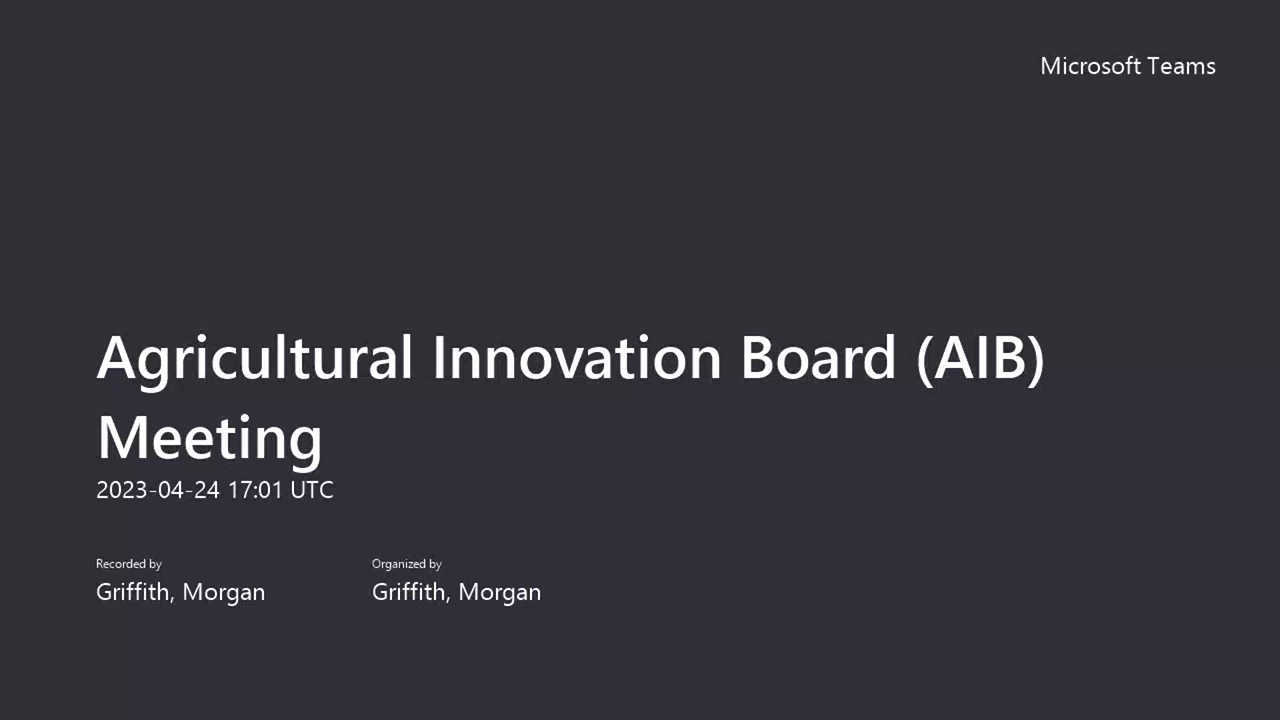 Microsoft Teams
Agricultural Innovation Board (AIB)
Meeting
2023-04-24 17:01 UTC
Recorded by
Griffith, Morgan
Organized by
Griffith, Morgan